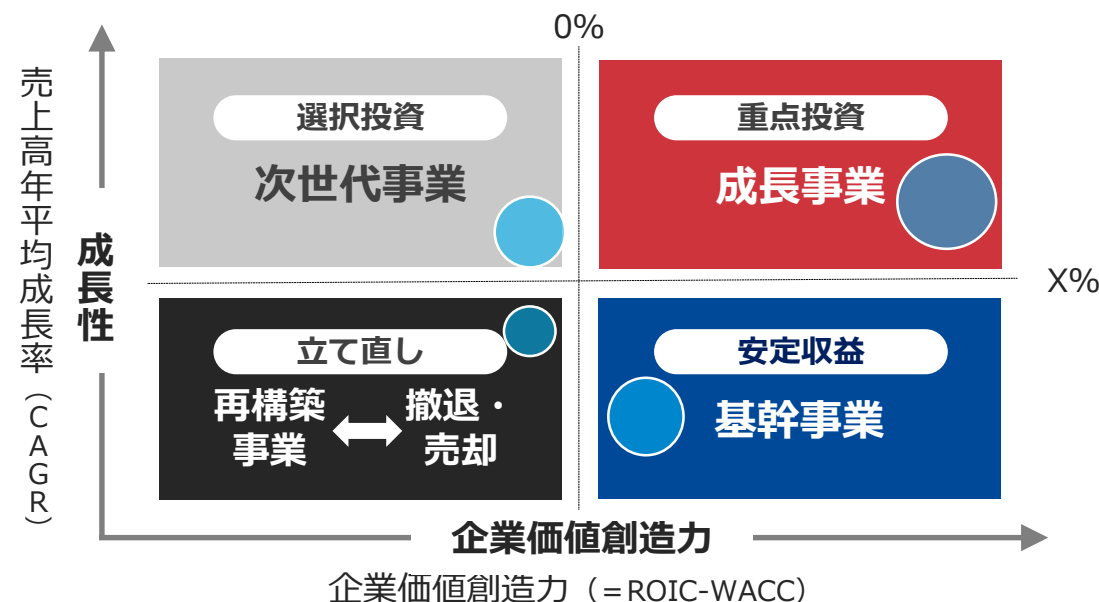 0%
売上高年平均成長率（CAGR）
成長性
選択投資
次世代事業
重点投資
成長事業
X%
立て直し
再構築
事業
撤退・
売却
安定収益
基幹事業
企業価値創造力
企業価値創造力（=ROIC-WACC）